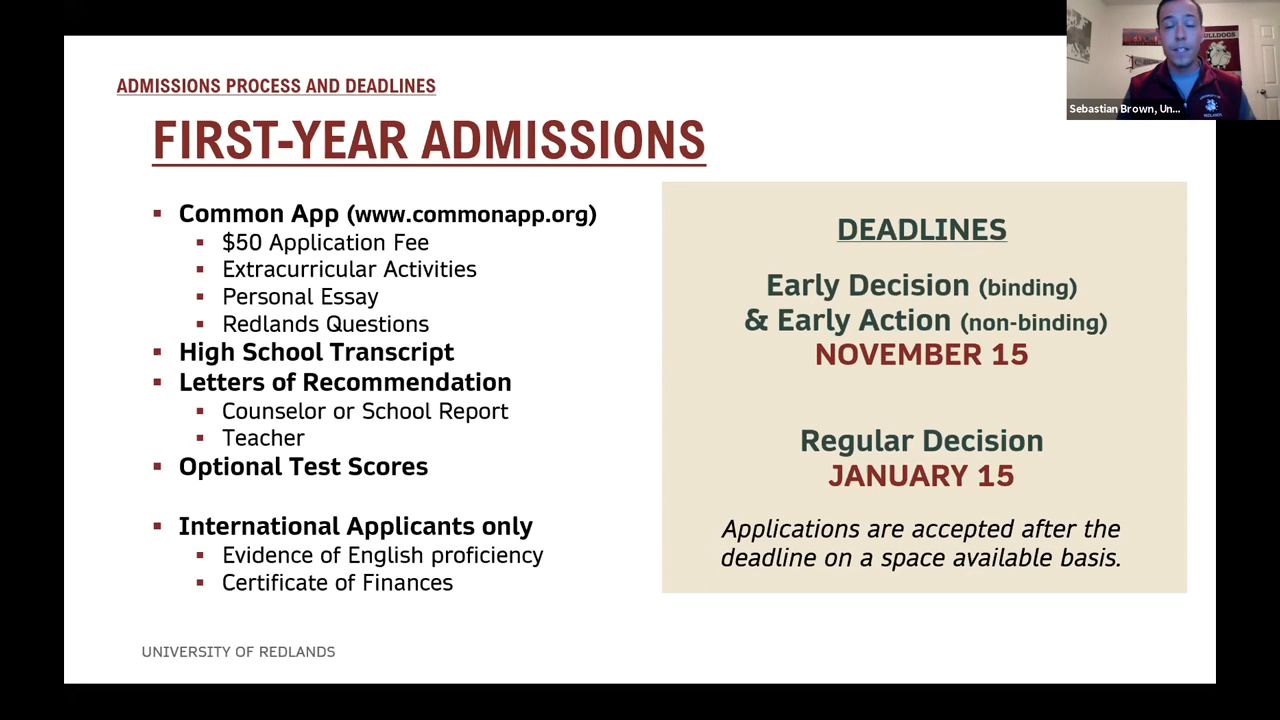 ADMISSIONS PROCESS AND DEADLINES
FIRST-YEAR ADMISSIONS
Common App (www.commonapp.org)
$50 Application Fee
Extracurricular Activities
Personal Essay
Redlands Questions
High School Transcript
Letters of Recommendation
Counselor or School Report
Teacher
Optional Test Scores
International Applicants only
Evidence of English proficiency
Certificate of Finances
DEADLINES
Early Decision (binding)
& Early Action (non-binding)
NOVEMBER 15
Regular Decision
JANUARY 15
Applications are accepted after the
deadline on a space available basis.
UNIVERSITY OF REDLANDS
Sebastian Brown, Un...